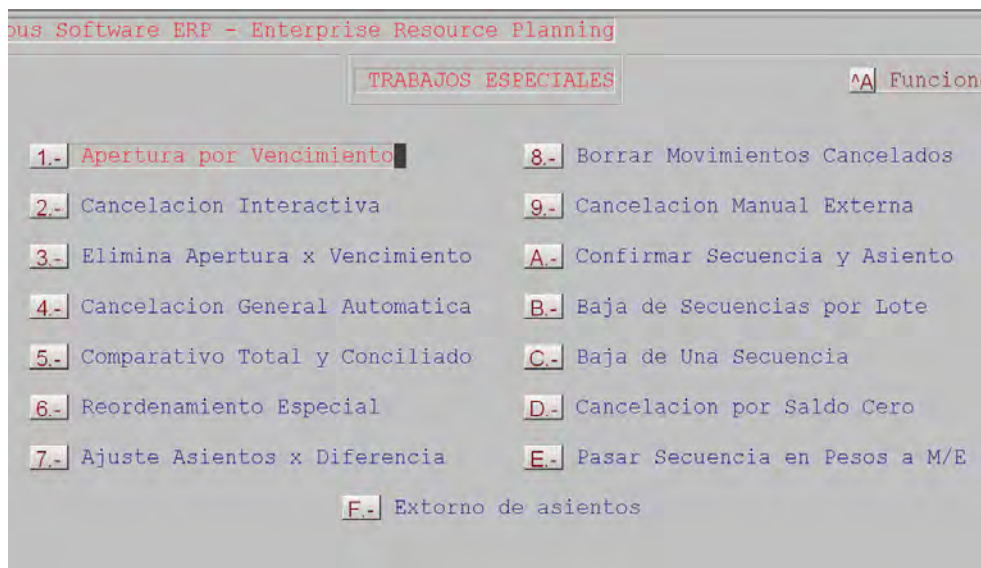 Software ERP - Enterprise Resource Planning
TRABAJOS ESPECIALES
^A
1.- Apertura por Vencimiento
2.- Cancelacion Interactiva
3.- Elimina Apertura x Vencimiento
4.- Cancelacion General Automatica
5.- Comparativo Total y Conciliado
6.- Reordenamiento Especial
7.- Ajuste Asientos x Diferencia
8.- Borrar Movimientos Cancelados
9.- Cancelacion Manual Externa
A.- Confirmar Secuencia y Asiento
B.- Baja de Secuencias por Lote
C.- Baja de Una Secuencia
D.- Cancelacion por Saldo Cero
E.- Pasar Secuencia en Pesos a M/E
F.- Extorno de asientos